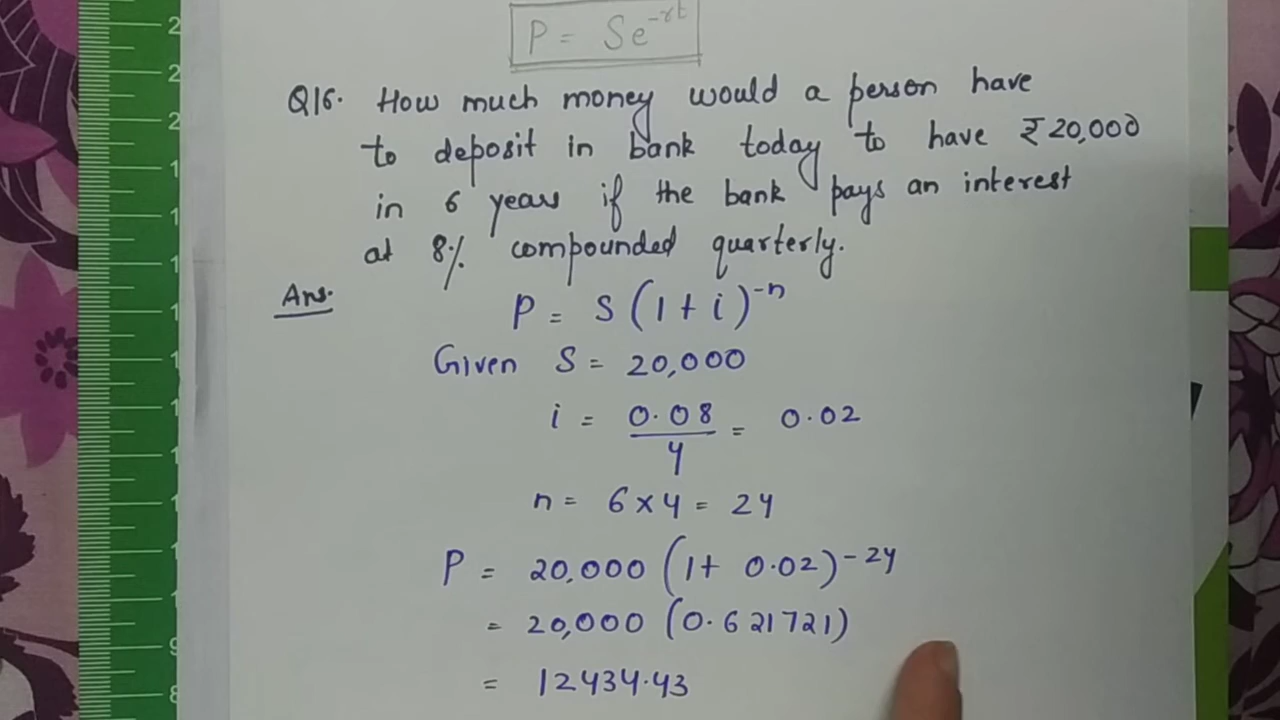 P = Se^-rt
Q16. How much money would a person have
to deposit in bank today to have ₹20,000
in 6 years if the bank pays an interest
at 8% compounded quarterly.
Ans.
P = S(1+i)^-n
Given S = 20,000
i = 0.08/4 = 0.02
n = 6×4 = 24
P = 20,000 (1+ 0.02)^-24
= 20,000 (0.621721)
= 12434.43